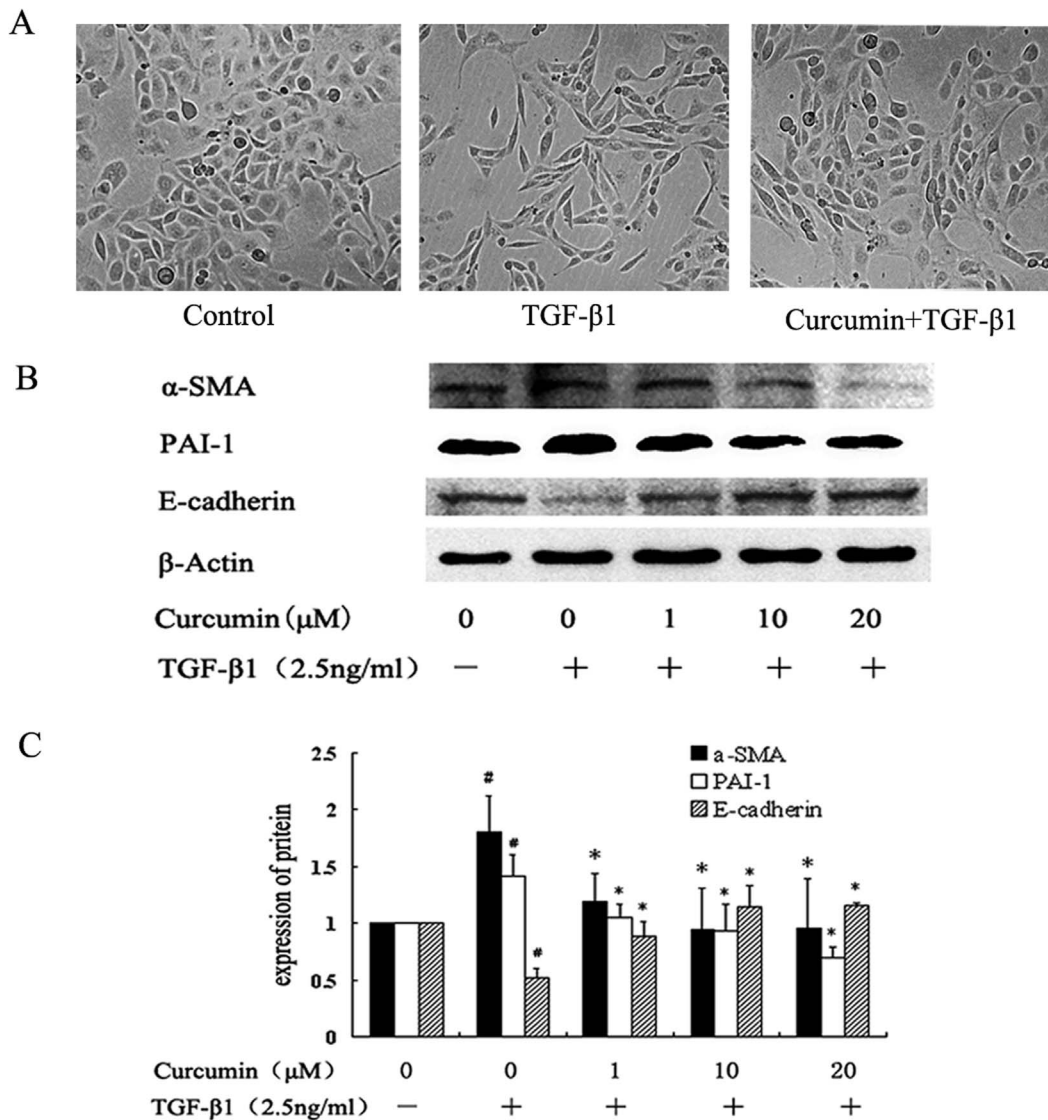 A
Control TGF-β1 Curcumin+TGF-β1
B
α-SMA
PAI-1
E-cadherin
β-Actin
Curcumin(μM) 0 0 1 10 20
TGF-β1（2.5ng/ml） — + + + +
C
expression of pritein
2.5
2
1.5
1
0.5
0
a-SMA
PAI-1
E-cadherin
# # #
* * *
* * *
* * *
Curcumin（μM） 0 0 1 10 20
TGF-β1（2.5ng/ml） — + + + +